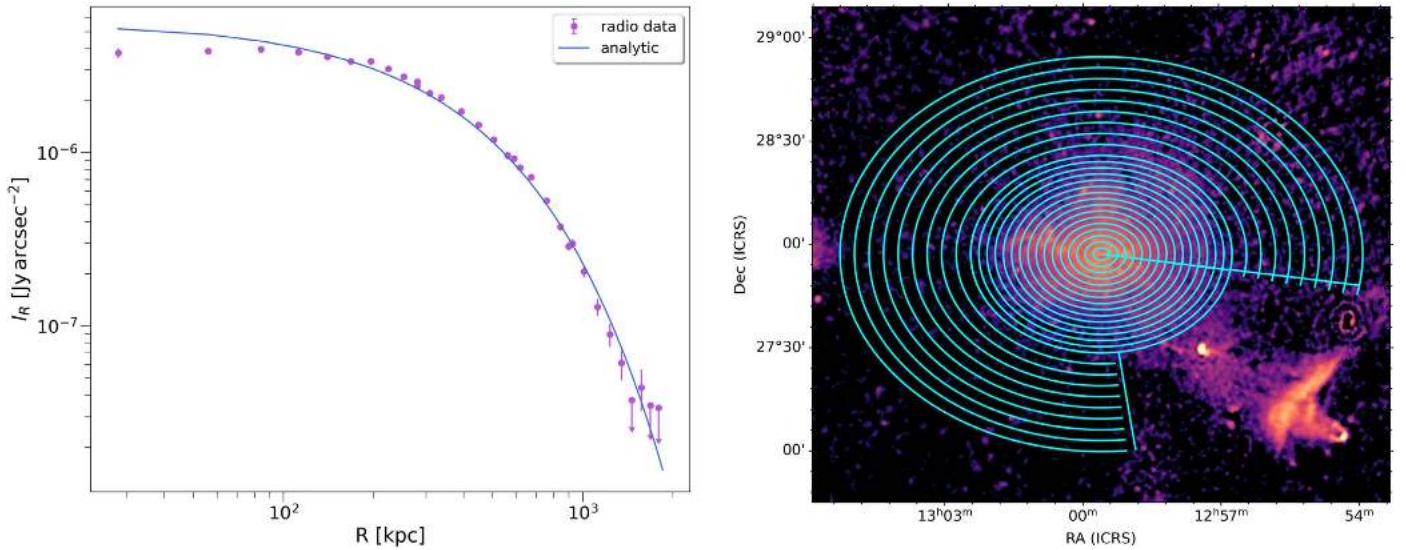 radio data
analytic
10⁻⁶
10⁻⁷
I_R [Jy arcsec⁻²]
10²
10³
R [kpc]
29°00'
28°30'
00'
27°30'
00'
Dec (ICRS)
13ʰ03ᵐ
00ᵐ
12ʰ57ᵐ
54ᵐ
RA (ICRS)